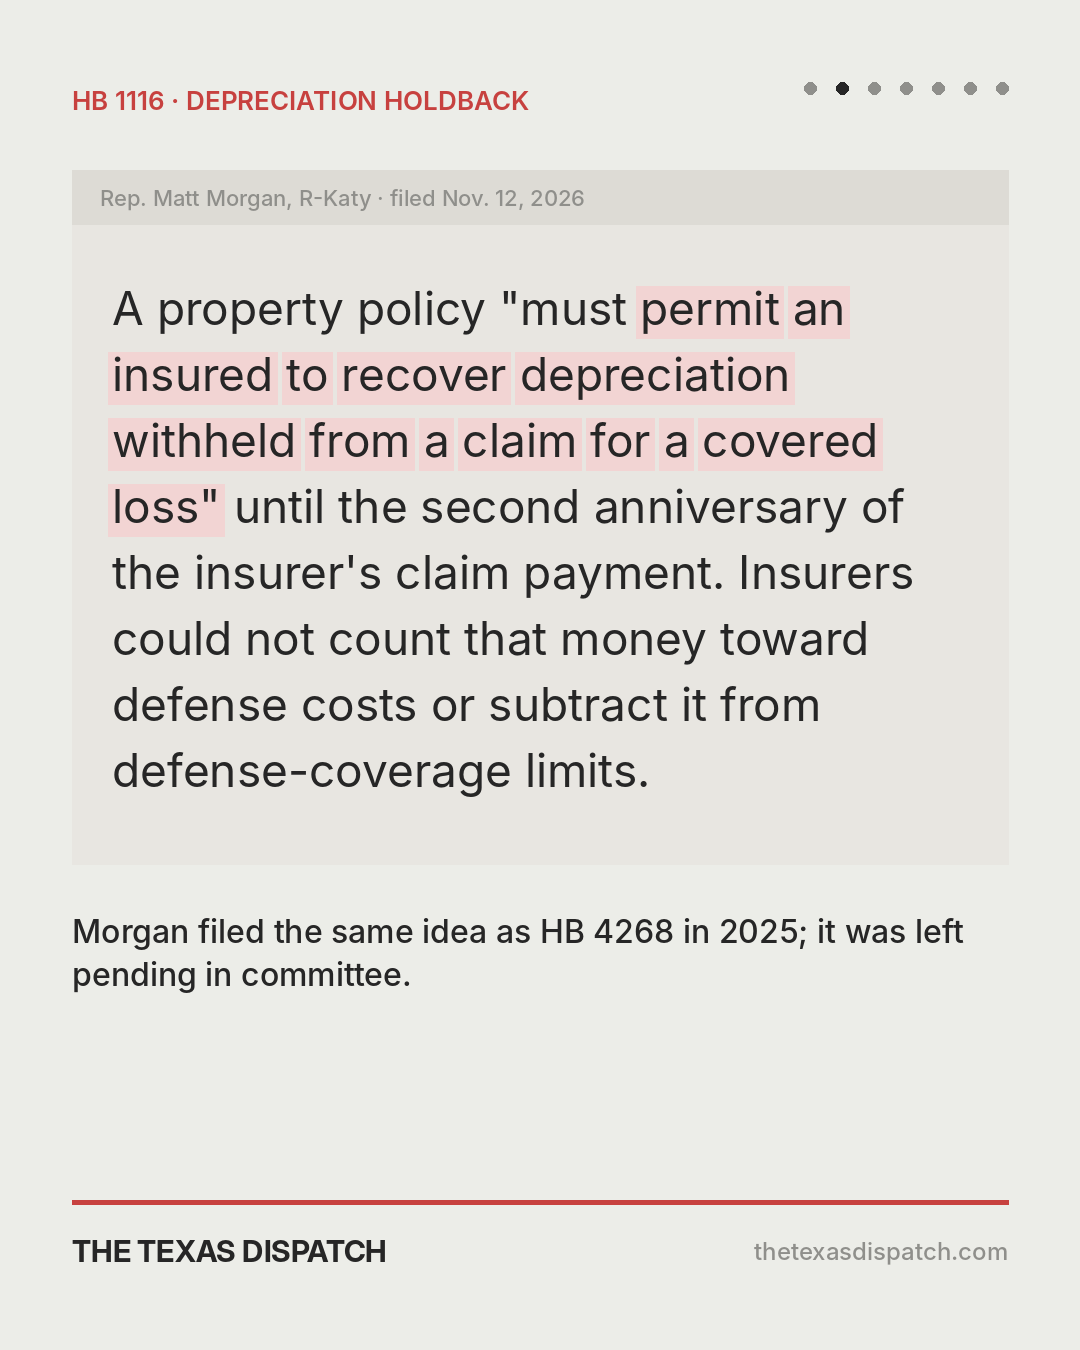 HB 1116 · DEPRECIATION HOLDBACK
Rep. Matt Morgan, R-Katy · filed Nov. 12, 2026
A property policy "must permit an
insured to recover depreciation
withheld from a claim for a covered
loss" until the second anniversary of
the insurer's claim payment. Insurers
could not count that money toward
defense costs or subtract it from
defense-coverage limits.
Morgan filed the same idea as HB 4268 in 2025; it was left
pending in committee.
THE TEXAS DISPATCH
thetexasdispatch.com